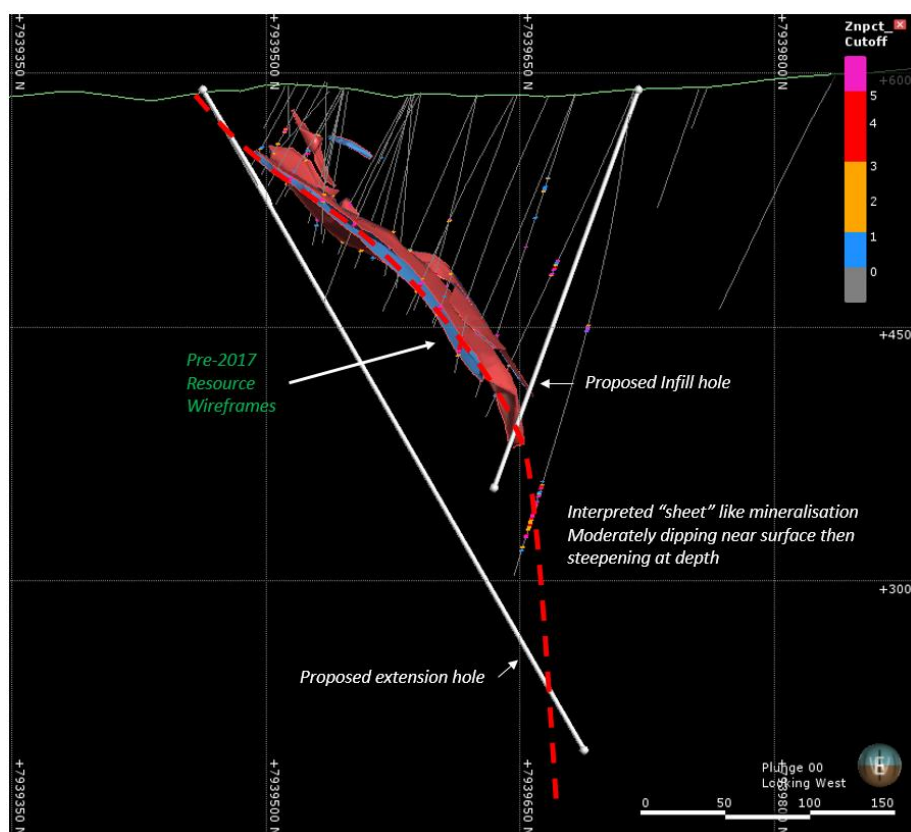 +7939350 N
+7939500 N
+7939650 N
+7939800 N
Znpct_
Cutoff
+600
5
4
3
2
1
0
+450
Pre-2017
Resource
Wireframes
Proposed Infill hole
Interpreted “sheet” like mineralisation
Moderately dipping near surface then
steepening at depth
+300
Proposed extension hole
Plunge 00
Looking West
0 50 100 150
+7939350 N
+7939500 N
+7939650 N
+7939800 N